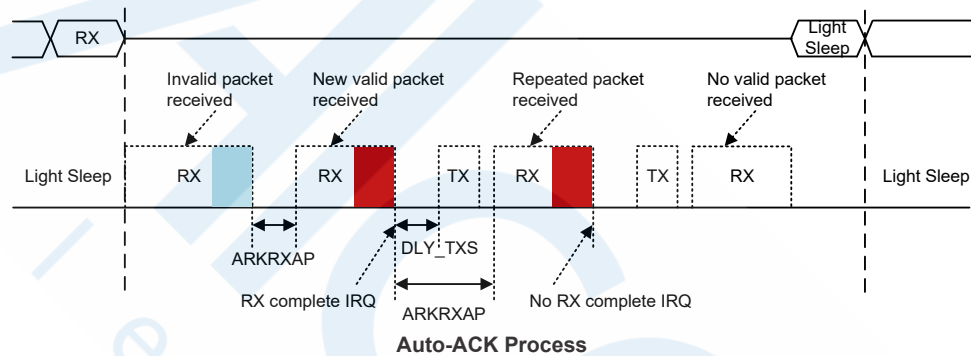 RX
Light
Sleep
Invalid packet
received
New valid packet
received
Repeated packet
received
No valid packet
received
Light Sleep
RX
RX
TX
RX
TX
RX
Light Sleep
ARKRXAP
DLY_TXS
RX complete IRQ
No RX complete IRQ
ARKRXAP
Auto-ACK Process